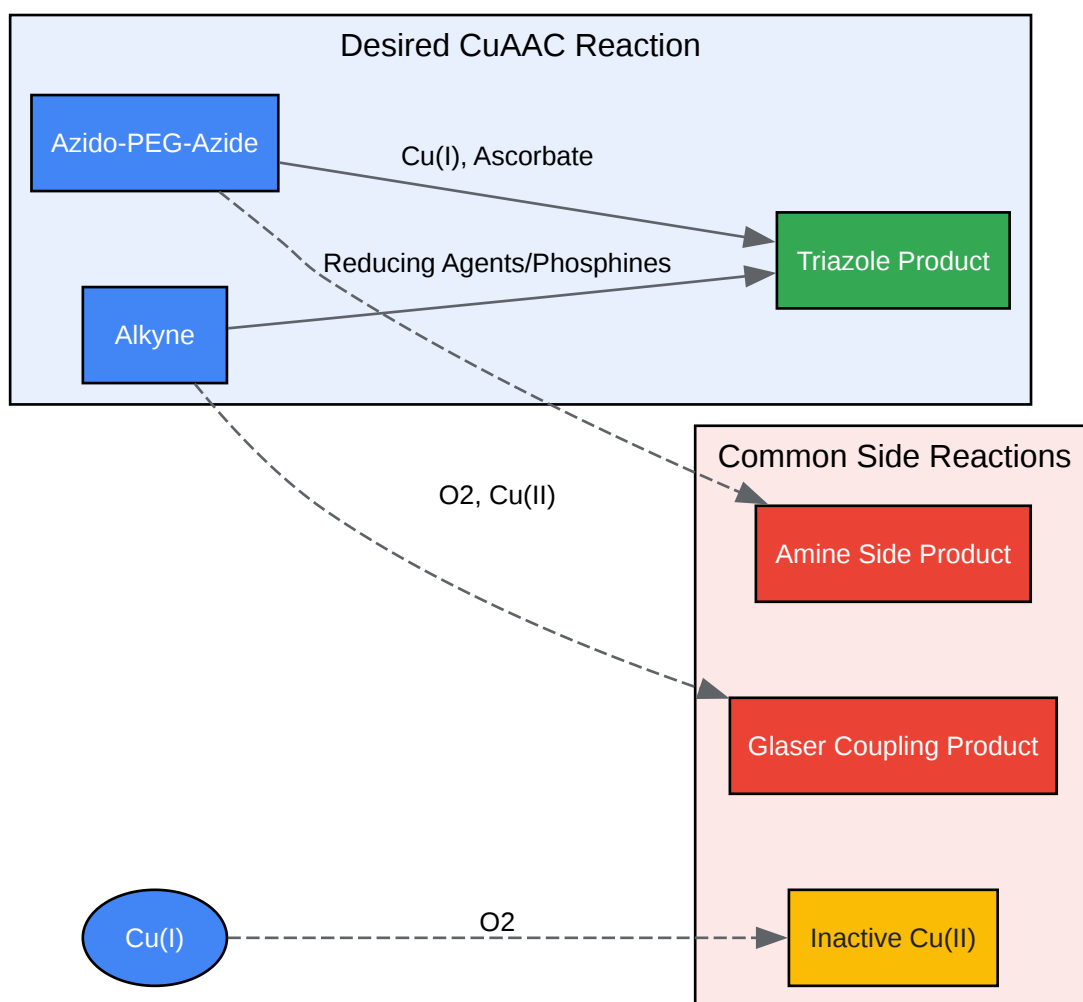 Desired CuAAC Reaction
Azido-PEG-Azide
Cu(I), Ascorbate
Triazole Product
Reducing Agents/Phosphines
Alkyne
Common Side Reactions
O2, Cu(II)
Amine Side Product
Glaser Coupling Product
Cu(I)
O2
Inactive Cu(II)